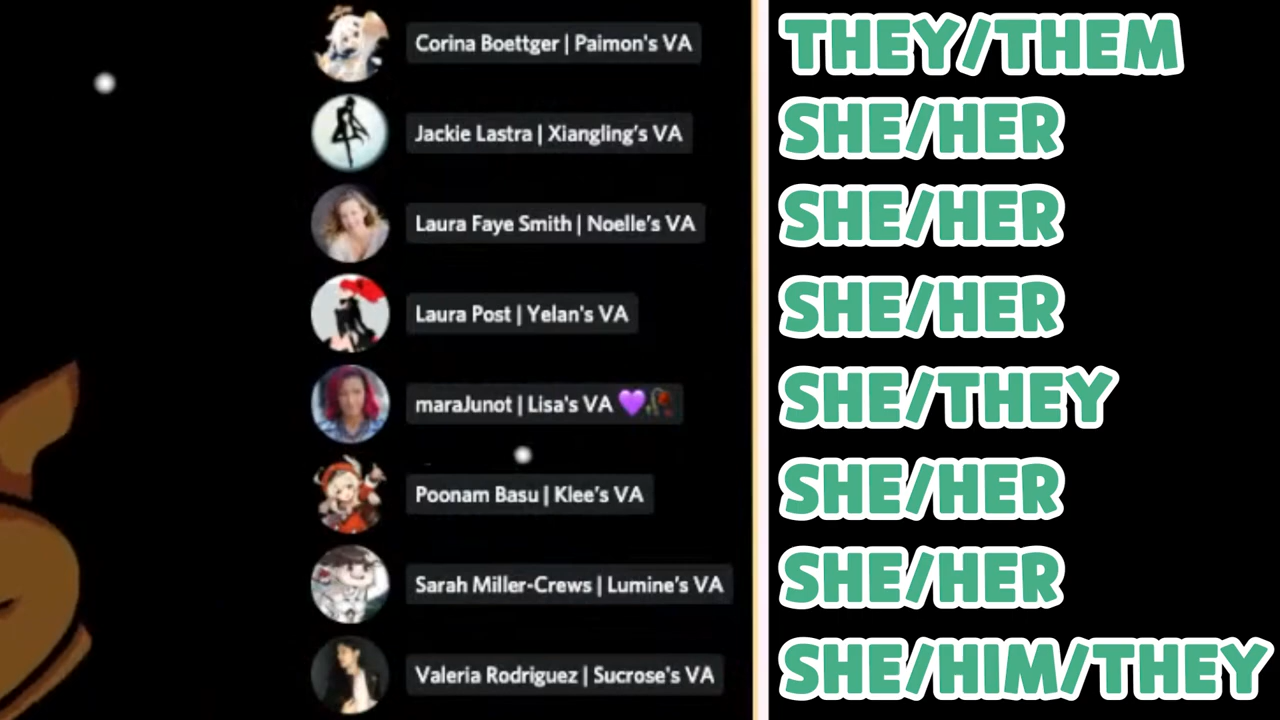 Corina Boettger | Paimon's VA THEY/THEM
Jackie Lastra | Xiangling's VA SHE/HER
Laura Faye Smith | Noelle's VA SHE/HER
Laura Post | Yelan's VA SHE/HER
maraJunot | Lisa's VA 💜🥀 SHE/THEY
Poonam Basu | Klee's VA SHE/HER
Sarah Miller-Crews | Lumine's VA SHE/HER
Valeria Rodriguez | Sucrose's VA SHE/HIM/THEY